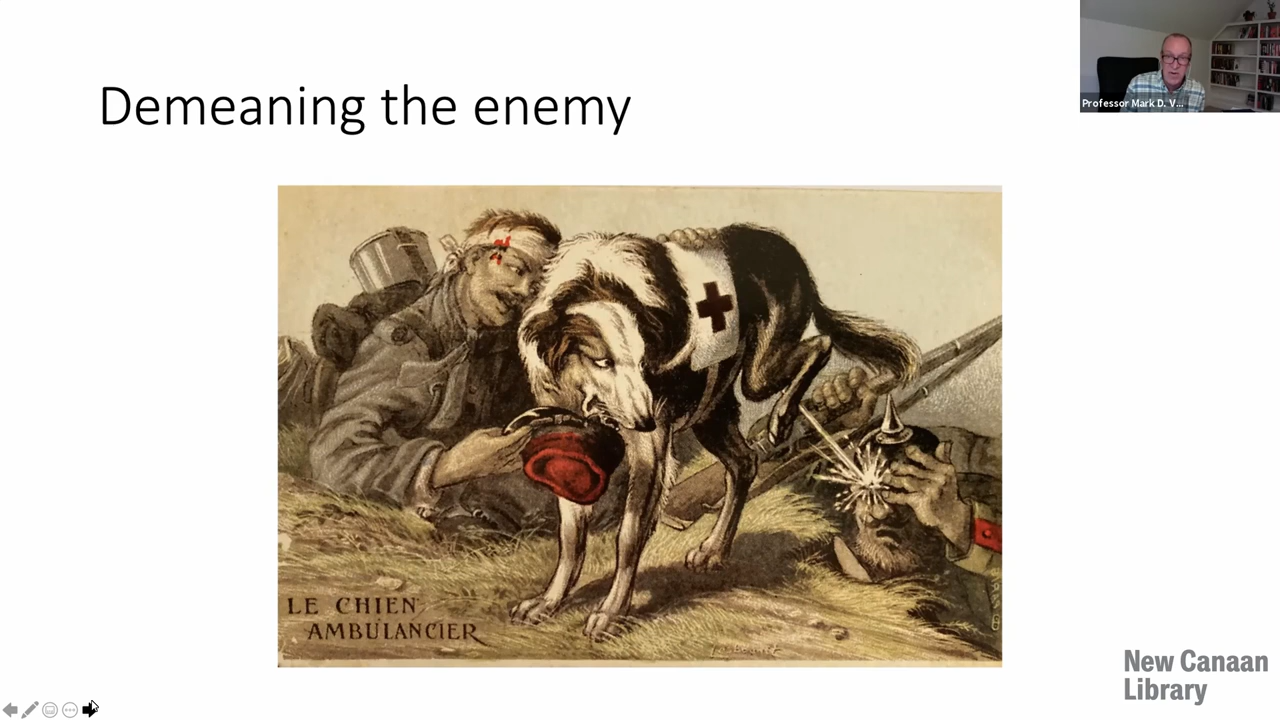 Demeaning the enemy
Professor Mark D. V...
LE CHIEN
AMBULANCIER
New Canaan
Library